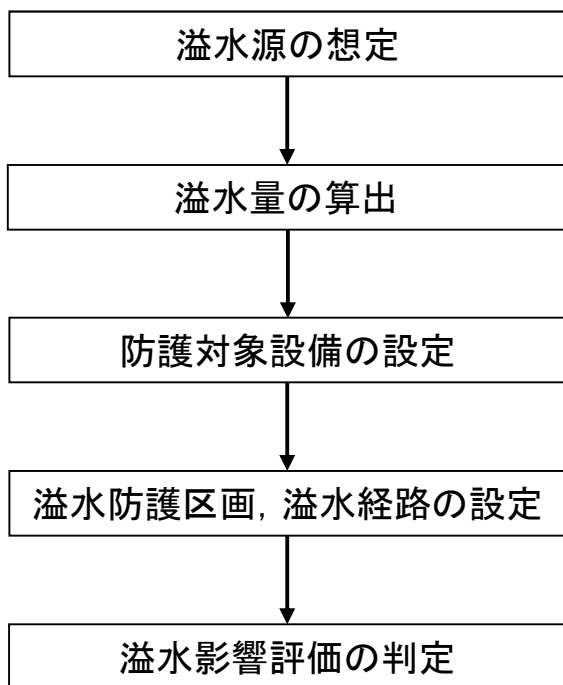 溢水源の想定
溢水量の算出
防護対象設備の設定
溢水防護区画，溢水経路の設定
溢水影響評価の判定